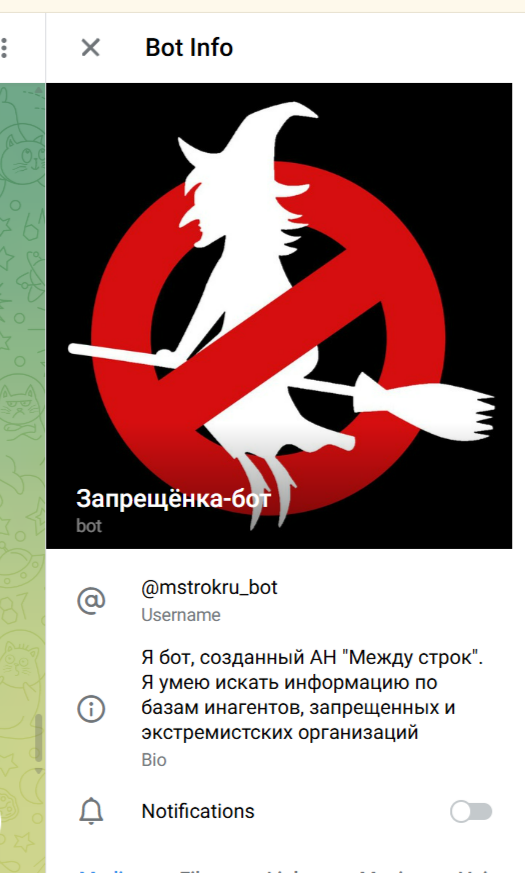 Bot Info
Запрещёнка-бот
bot
@mstrokru_bot
Username
Я бот, созданный АН "Между строк".
Я умею искать информацию по
базам инагентов, запрещенных и
экстремистских организаций
Bio
Notifications